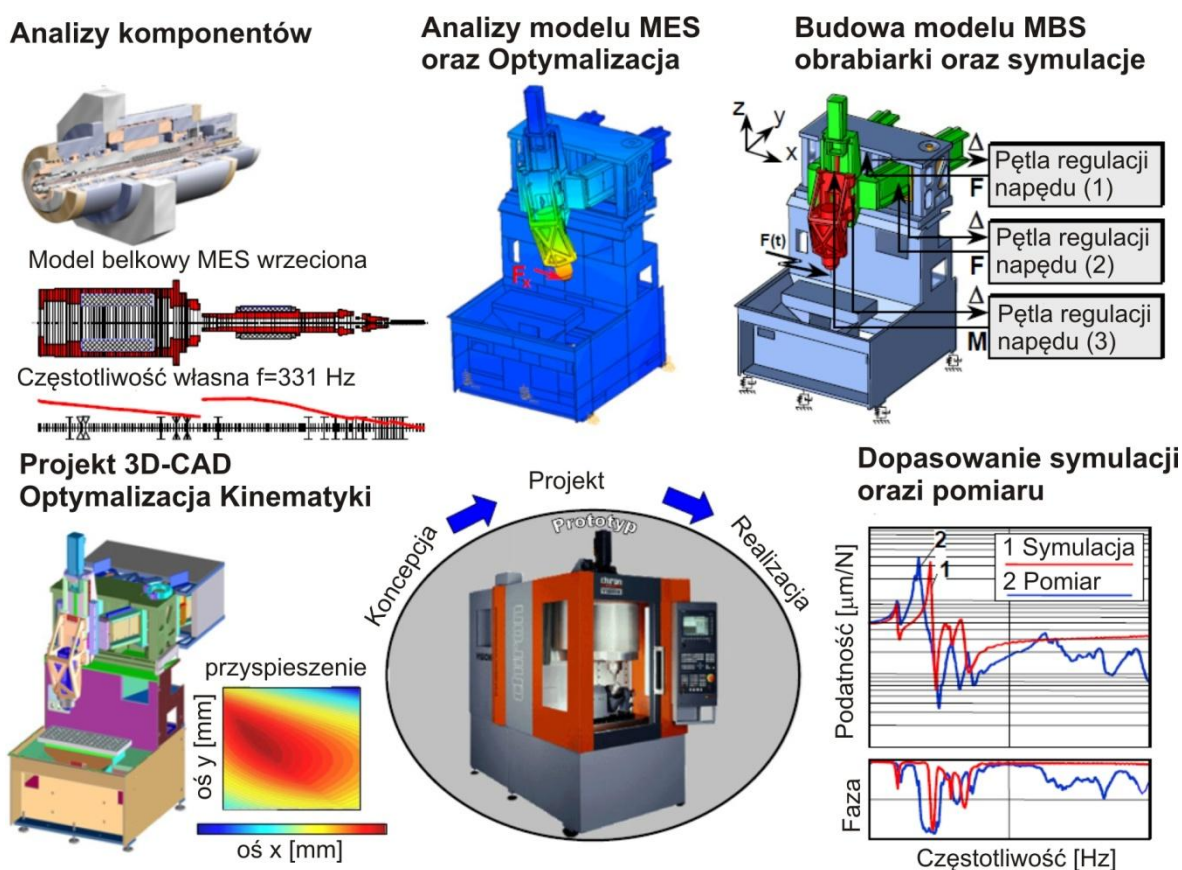 Analizy komponentów
Model belkowy MES wrzeciona
Częstotliwość własna f=331 Hz
Analizy modelu MES
oraz Optymalizacja
Fx
Budowa modelu MBS
obrabiarki oraz symulacje
z
y
x
F(t)
Δ
F
Pętla regulacji
napędu (1)
Δ
F
Pętla regulacji
napędu (2)
Δ
M
Pętla regulacji
napędu (3)
Projekt 3D-CAD
Optymalizacja Kinematyki
przyspieszenie
oś y [mm]
oś x [mm]
Koncepcja
Projekt
Realizacja
Prototyp
chiron
Dopasowanie symulacji
orazi pomiaru
2
1
1 Symulacja
2 Pomiar
Podatność [µm/N]
Faza
Częstotliwość [Hz]